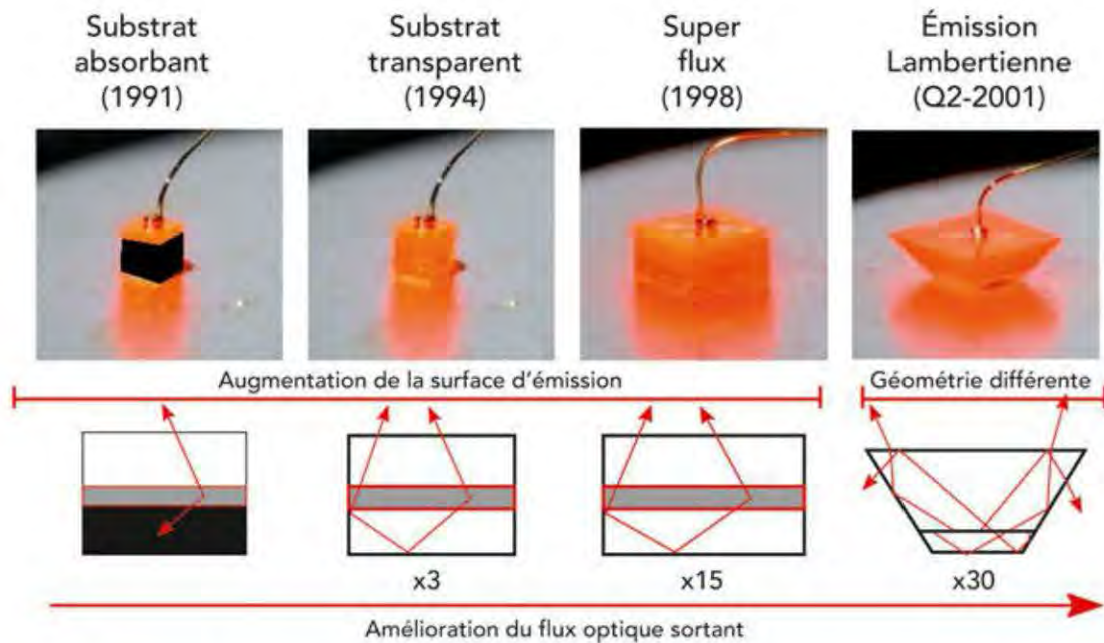 Substrat
absorbant
(1991)
Substrat
transparent
(1994)
Super
flux
(1998)
Émission
Lambertienne
(Q2-2001)
Augmentation de la surface d'émission
Géométrie différente
x3
x15
x30
Amélioration du flux optique sortant